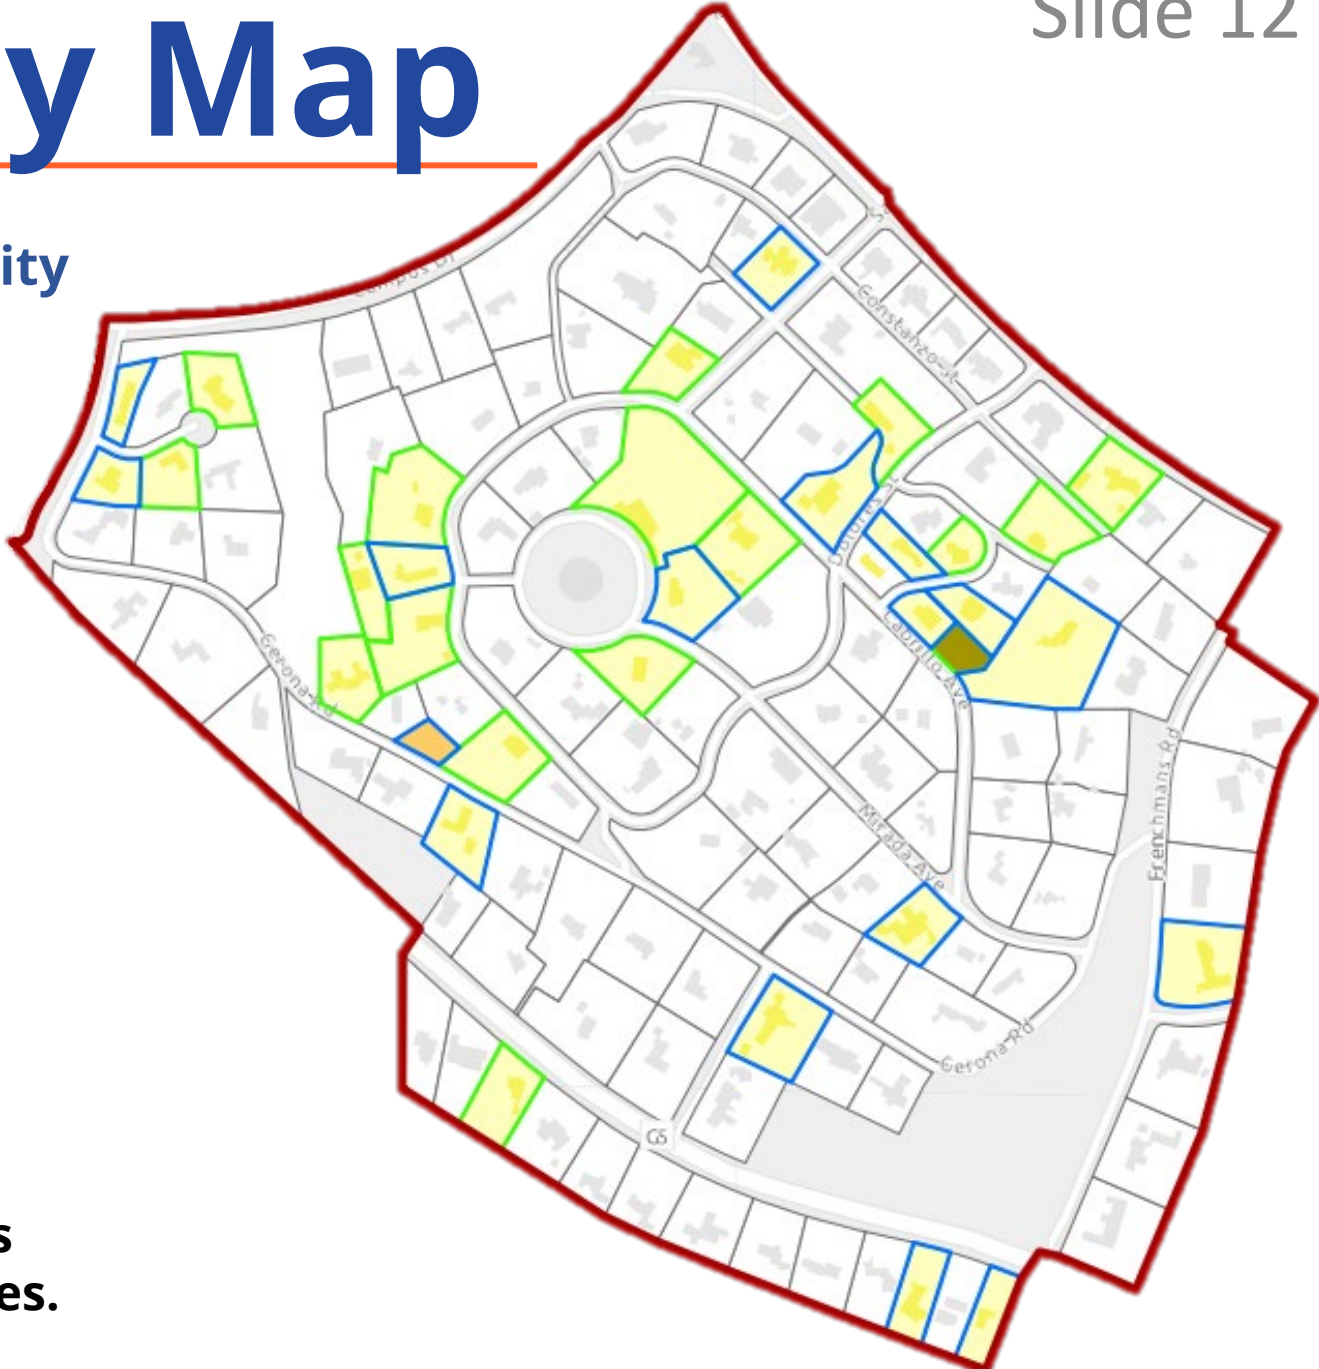 y Map
Slide 12
ity
Campus Dr
Constanzo St
Dolores St
Cabrillo Ave
Gerona Rd
Mirada Ave
Frenchmans Rd
Gerona Rd
G5
s
es.